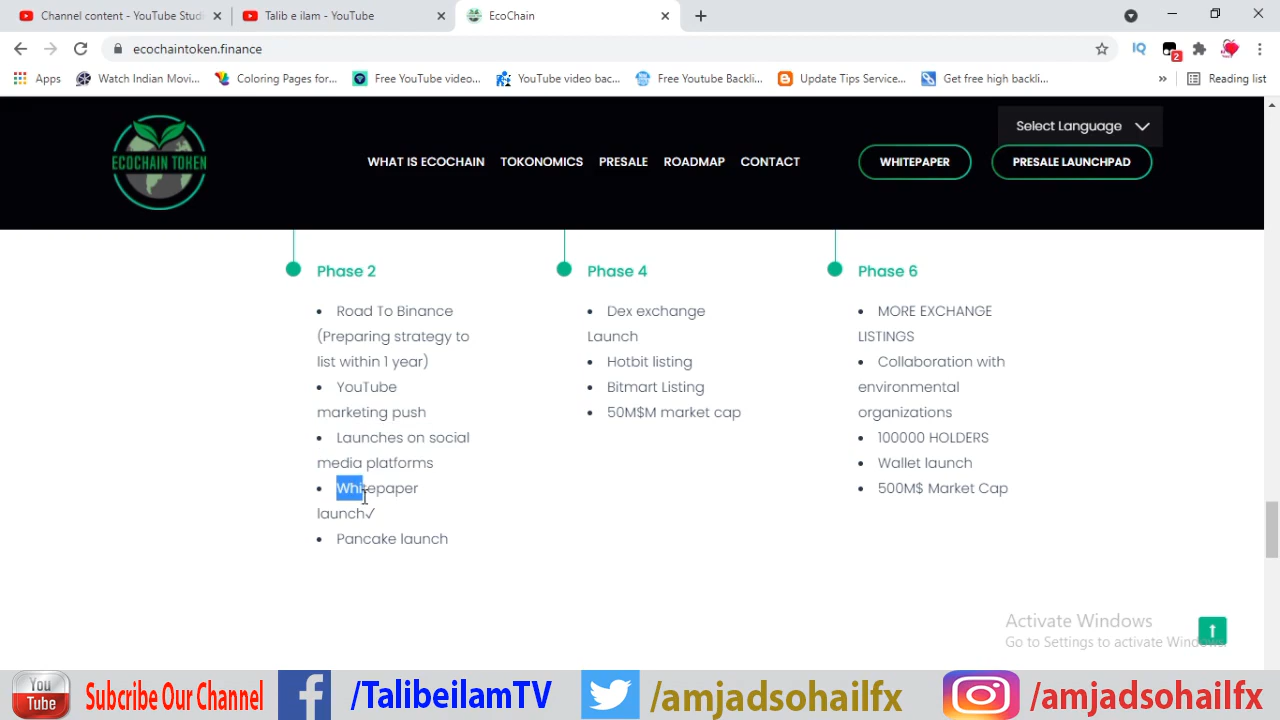 Channel content - YouTube Stud
Talib e ilam - YouTube
EcoChain
ecochaintoken.finance
IQ
2
Apps
Watch Indian Movi...
Coloring Pages for...
Free YouTube video...
YouTube video bac...
Free Youtube Backli...
Update Tips Service...
Get free high backli...
»
Reading list
Select Language
ECOCHAIN TOKEN
WHAT IS ECOCHAIN
TOKONOMICS
PRESALE
ROADMAP
CONTACT
WHITEPAPER
PRESALE LAUNCHPAD
Phase 2
• Road To Binance
(Preparing strategy to
list within 1 year)
• YouTube
marketing push
• Launches on social
media platforms
• Whitepaper
launch✓
• Pancake launch
Phase 4
• Dex exchange
Launch
• Hotbit listing
• Bitmart Listing
• 50M$M market cap
Phase 6
• MORE EXCHANGE
LISTINGS
• Collaboration with
environmental
organizations
• 100000 HOLDERS
• Wallet launch
• 500M$ Market Cap
Activate Windows
Go to Settings to activate Windows.
You
Tube
Subcribe Our Channel
/TalibeilamTV
/amjadsohailfx
/amjadsohailfx